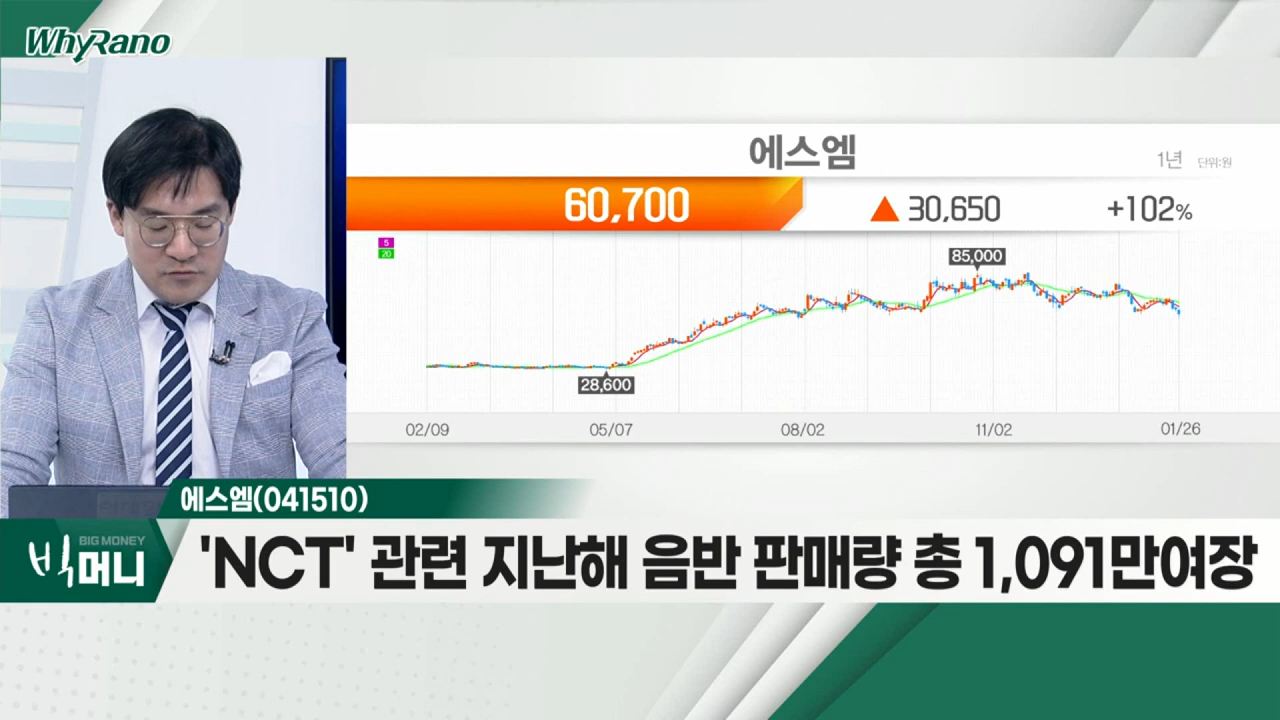 WhyRano
에스엠
1년 단위:원
60,700
▲ 30,650
+102%
5
20
85,000
28,600
02/09
05/07
08/02
11/02
01/26
에스엠(041510)
BIG MONEY
빅머니
'NCT' 관련 지난해 음반 판매량 총 1,091만여장